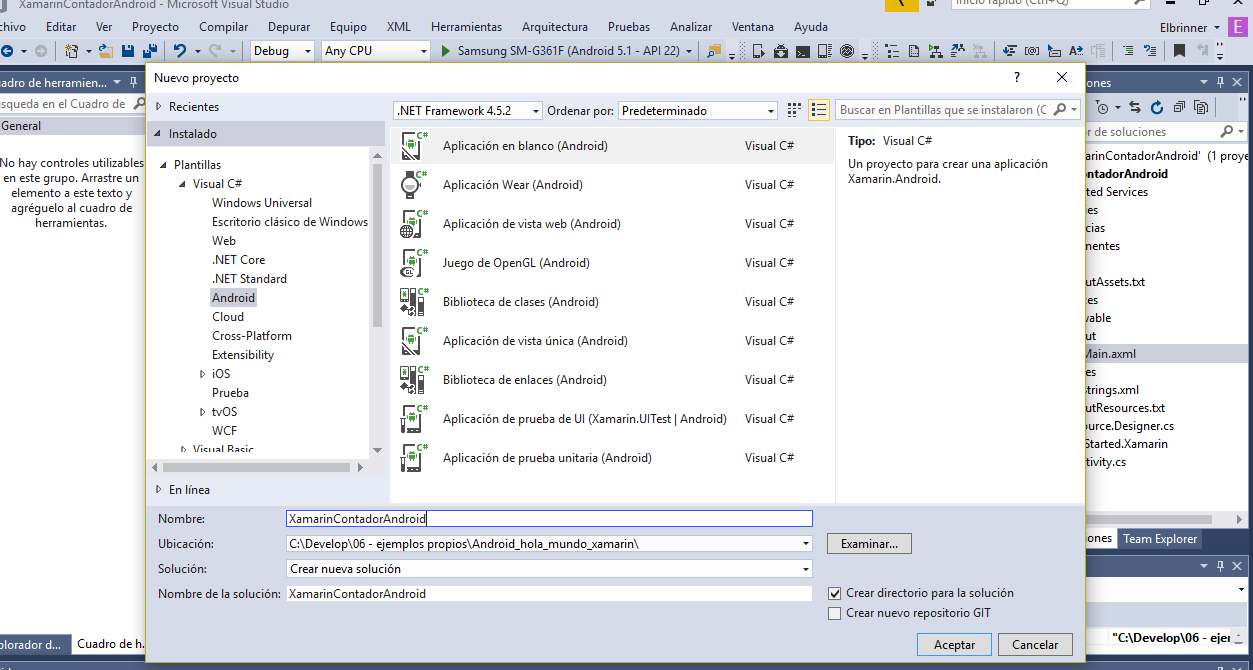 XamarinContadorAndroid - Microsoft Visual Studio
Inicio rápido (Ctrl+Q)
chivo Editar Ver Proyecto Compilar Depurar Equipo XML Herramientas Arquitectura Pruebas Analizar Ventana Ayuda
Elbrinner E
Debug Any CPU Samsung SM-G361F (Android 5.1 - API 22)
adro de herramien...
úsqueda en el Cuadro de
General
No hay controles utilizables
en este grupo. Arrastre un
elemento a este texto y
agréguelo al cuadro de
herramientas.
plorador d... Cuadro de h.
Nuevo proyecto ?
Recientes
Instalado
Plantillas
Visual C#
Windows Universal
Escritorio clásico de Windows
Web
.NET Core
.NET Standard
Android
Cloud
Cross-Platform
Extensibility
iOS
Prueba
tvOS
WCF
Visual Basic
En línea
.NET Framework 4.5.2 Ordenar por: Predeterminado
Buscar en Plantillas que se instalaron (C
Aplicación en blanco (Android) Visual C#
Aplicación Wear (Android) Visual C#
Aplicación de vista web (Android) Visual C#
Juego de OpenGL (Android) Visual C#
Biblioteca de clases (Android) Visual C#
Aplicación de vista única (Android) Visual C#
Biblioteca de enlaces (Android) Visual C#
Aplicación de prueba de UI (Xamarin.UITest | Android) Visual C#
Aplicación de prueba unitaria (Android) Visual C#
Tipo: Visual C#
Un proyecto para crear una aplicación
Xamarin.Android.
Nombre: XamarinContadorAndroid
Ubicación: C:\Develop\06 - ejemplos propios\Android_hola_mundo_xamarin\
Examinar...
Solución: Crear nueva solución
Nombre de la solución: XamarinContadorAndroid
Crear directorio para la solución
Crear nuevo repositorio GIT
Aceptar Cancelar
ones
r de soluciones
arinContadorAndroid' (1 proye
ontadorAndroid
ted Services
es
cias
nentes
utAssets.txt
es
vable
ut
Main.axml
es
Strings.xml
utResources.txt
urce.Designer.cs
Started.Xamarin
tivity.cs
ones Team Explorer
"C:\Develop\06 - ejer